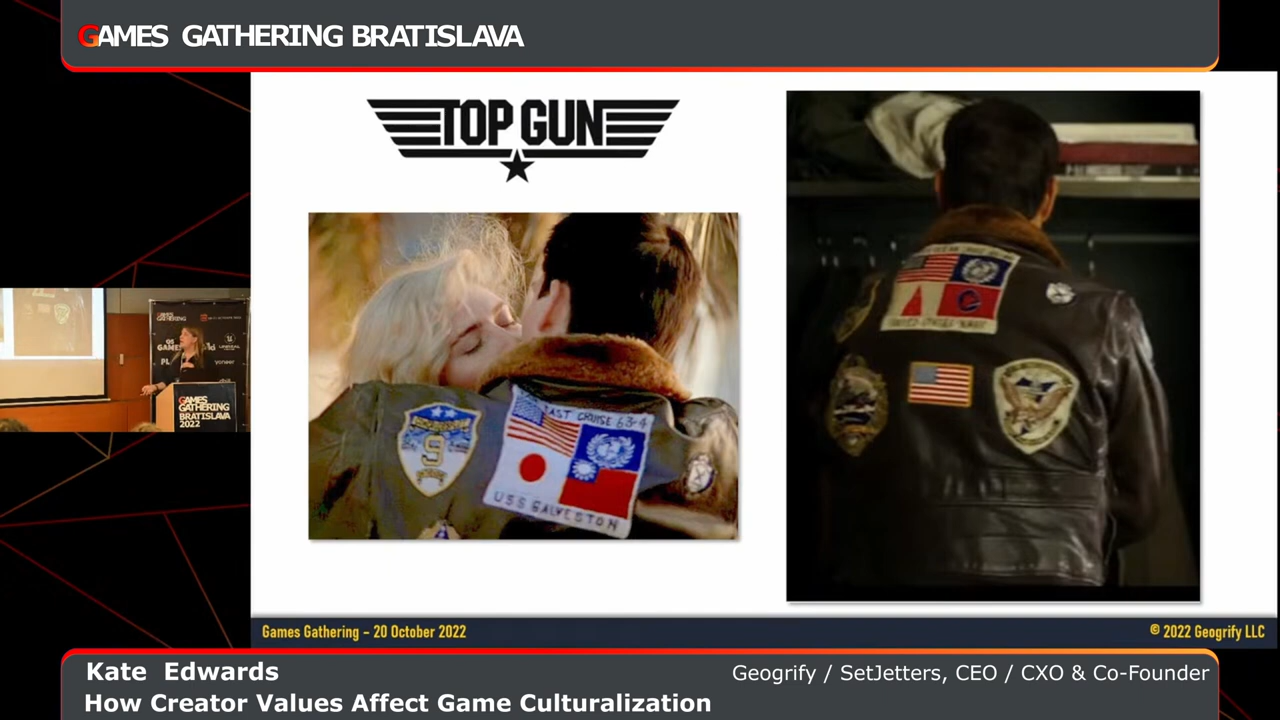 GAMES GATHERING BRATISLAVA
TOP GUN
9
AST CRUISE 63-4
USS GALVESTON
UNITED STATES NAVY
GAMES
GATHERING
BRATISLAVA
2022
Games Gathering - 20 October 2022
© 2022 Geogrify LLC
Kate Edwards
Geogrify / SetJetters, CEO / CXO & Co-Founder
How Creator Values Affect Game Culturalization